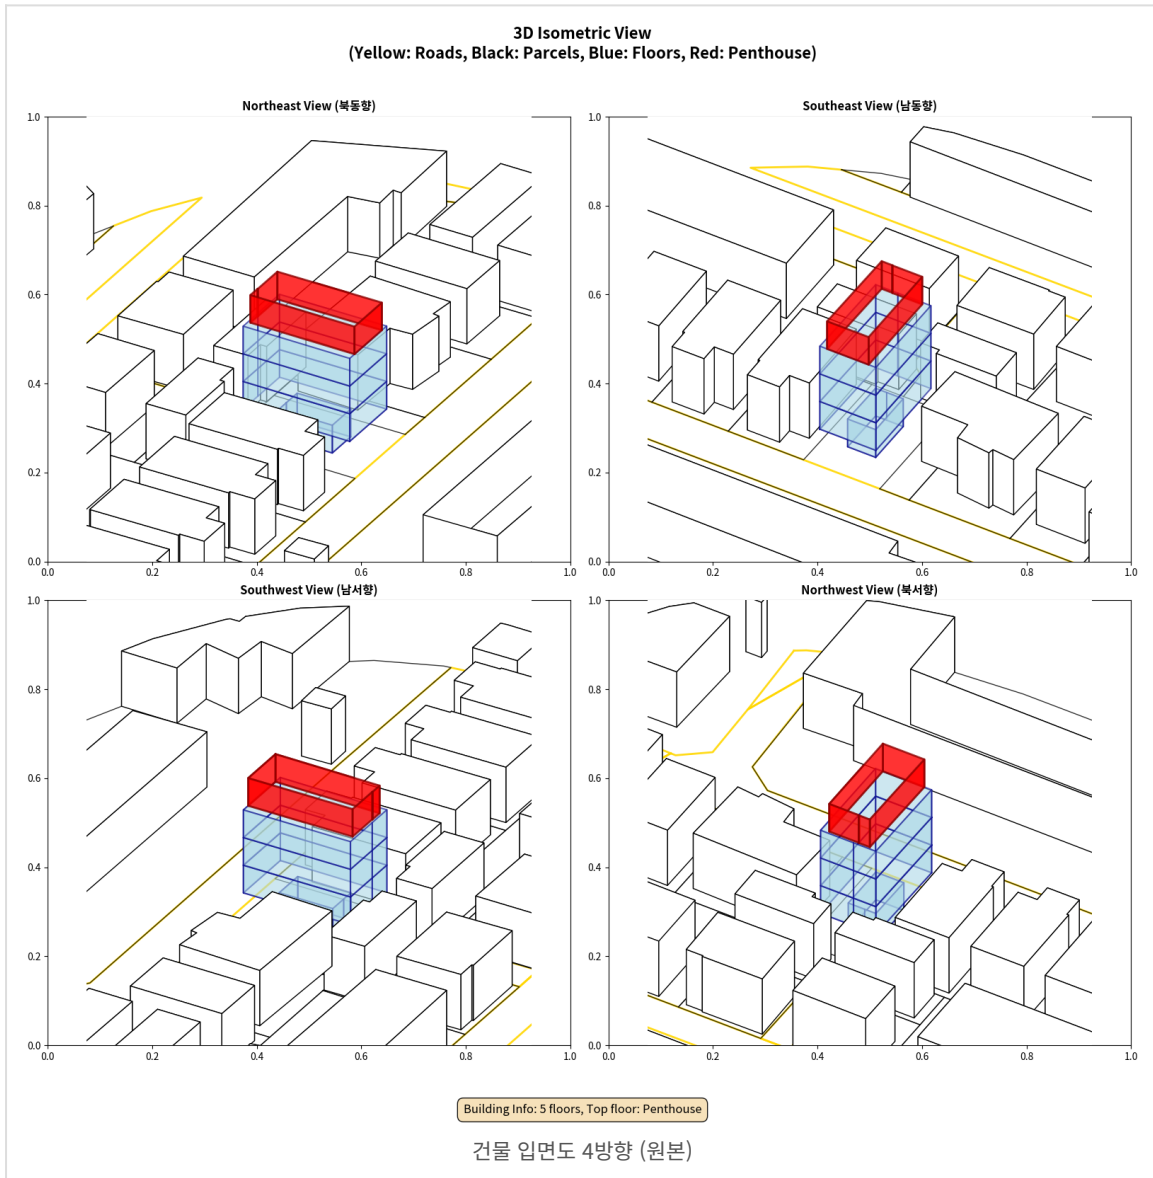 3D Isometric View
(Yellow: Roads, Black: Parcels, Blue: Floors, Red: Penthouse)
Northeast View (북동향)
1.0
0.8
0.6
0.4
0.2
0.0
0.0 0.2 0.4 0.6 0.8 1.0
Southeast View (남동향)
1.0
0.8
0.6
0.4
0.2
0.0
0.0 0.2 0.4 0.6 0.8 1.0
Southwest View (남서향)
1.0
0.8
0.6
0.4
0.2
0.0
0.0 0.2 0.4 0.6 0.8 1.0
Northwest View (북서향)
1.0
0.8
0.6
0.4
0.2
0.0
0.0 0.2 0.4 0.6 0.8 1.0
Building Info: 5 floors, Top floor: Penthouse
건물 입면도 4방향 (원본)